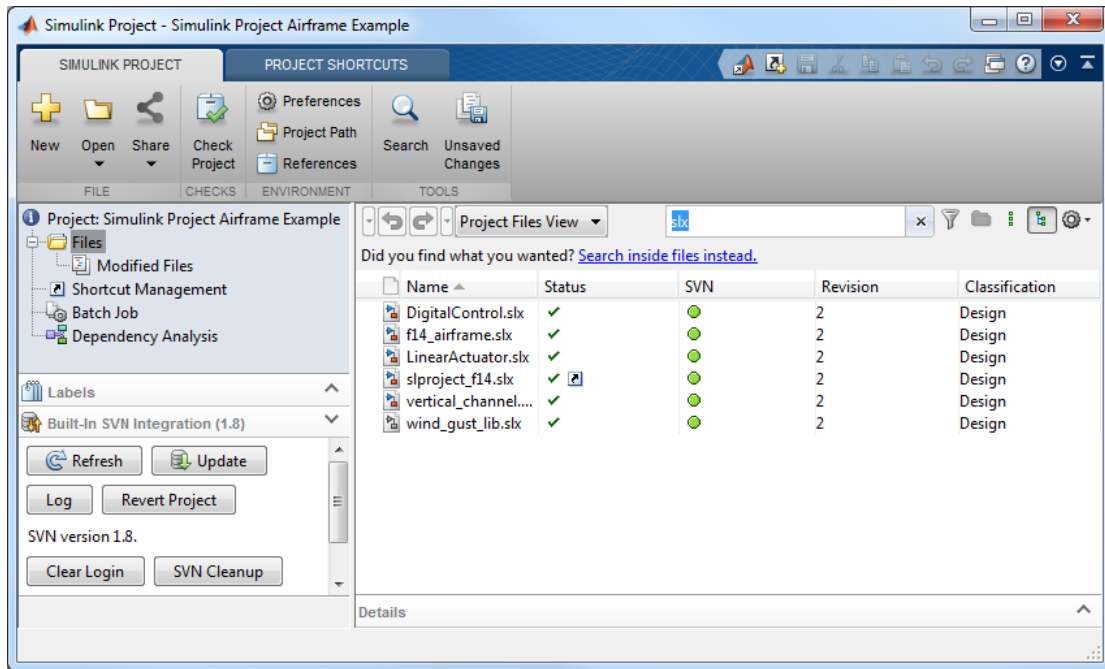 Simulink Project - Simulink Project Airframe Example
SIMULINK PROJECT
PROJECT SHORTCUTS
New
Open
Share
Check Project
Preferences
Project Path
References
Search
Unsaved Changes
FILE
CHECKS
ENVIRONMENT
TOOLS
Project: Simulink Project Airframe Example
Files
Modified Files
Shortcut Management
Batch Job
Dependency Analysis
Labels
Built-In SVN Integration (1.8)
Refresh
Update
Log
Revert Project
SVN version 1.8.
Clear Login
SVN Cleanup
Project Files View
slx
Did you find what you wanted? Search inside files instead.
Name Status SVN Revision Classification
DigitalControl.slx 2 Design
f14_airframe.slx 2 Design
LinearActuator.slx 2 Design
slproject_f14.slx 2 Design
vertical_channel.... 2 Design
wind_gust_lib.slx 2 Design
Details